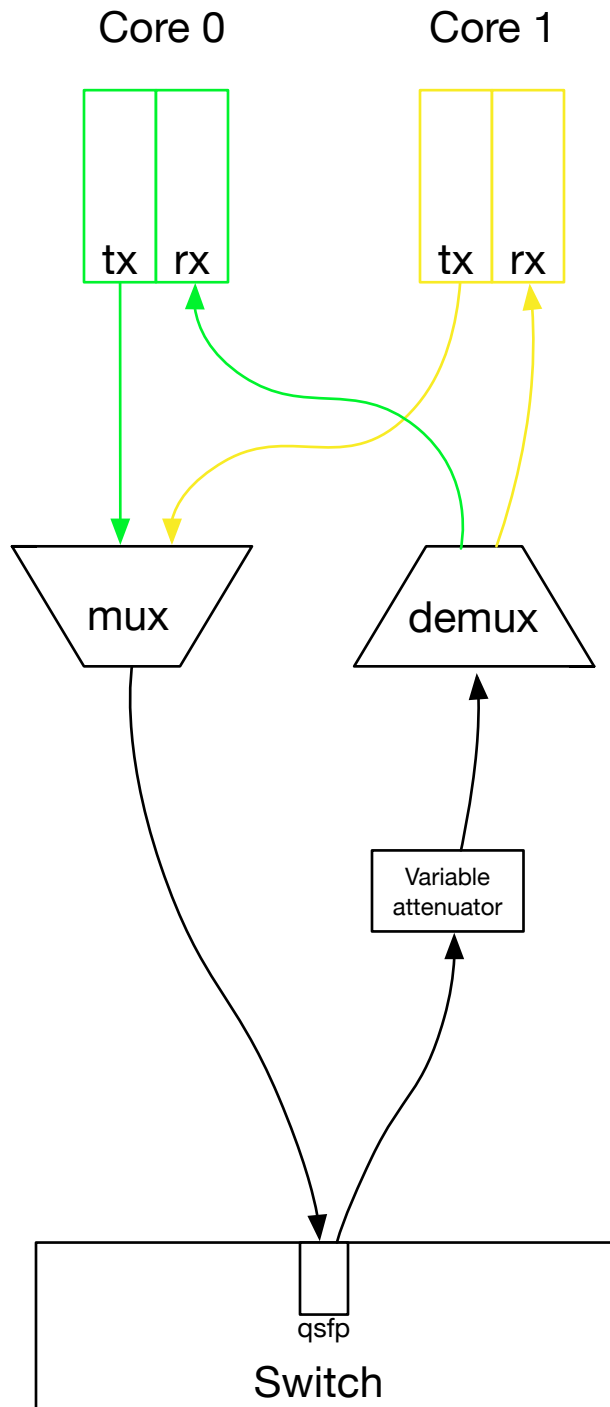 Core 0
Core 1
tx
rx
tx
rx
mux
demux
Variable
attenuator
qsfp
Switch